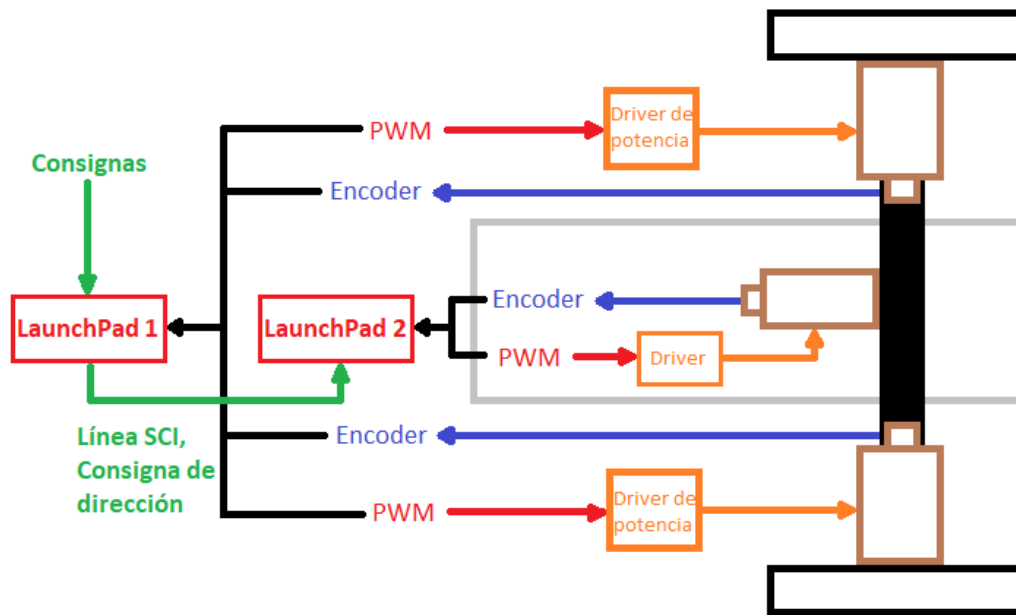 PWM
Driver de
potencia
Consignas
Encoder
LaunchPad 1
LaunchPad 2
Encoder
PWM
Driver
Encoder
Línea SCI,
Consigna de
dirección
PWM
Driver de
potencia